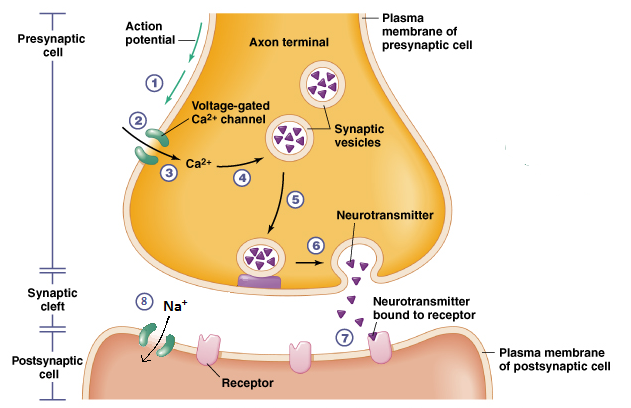 Presynaptic
cell
Action
potential
Axon terminal
Plasma
membrane of
presynaptic cell
1
2
Voltage-gated
Ca2+ channel
Synaptic
vesicles
3
Ca2+
4
5
Neurotransmitter
6
Synaptic
cleft
8
Na+
Neurotransmitter
bound to receptor
7
Postsynaptic
cell
Receptor
Plasma membrane
of postsynaptic cell